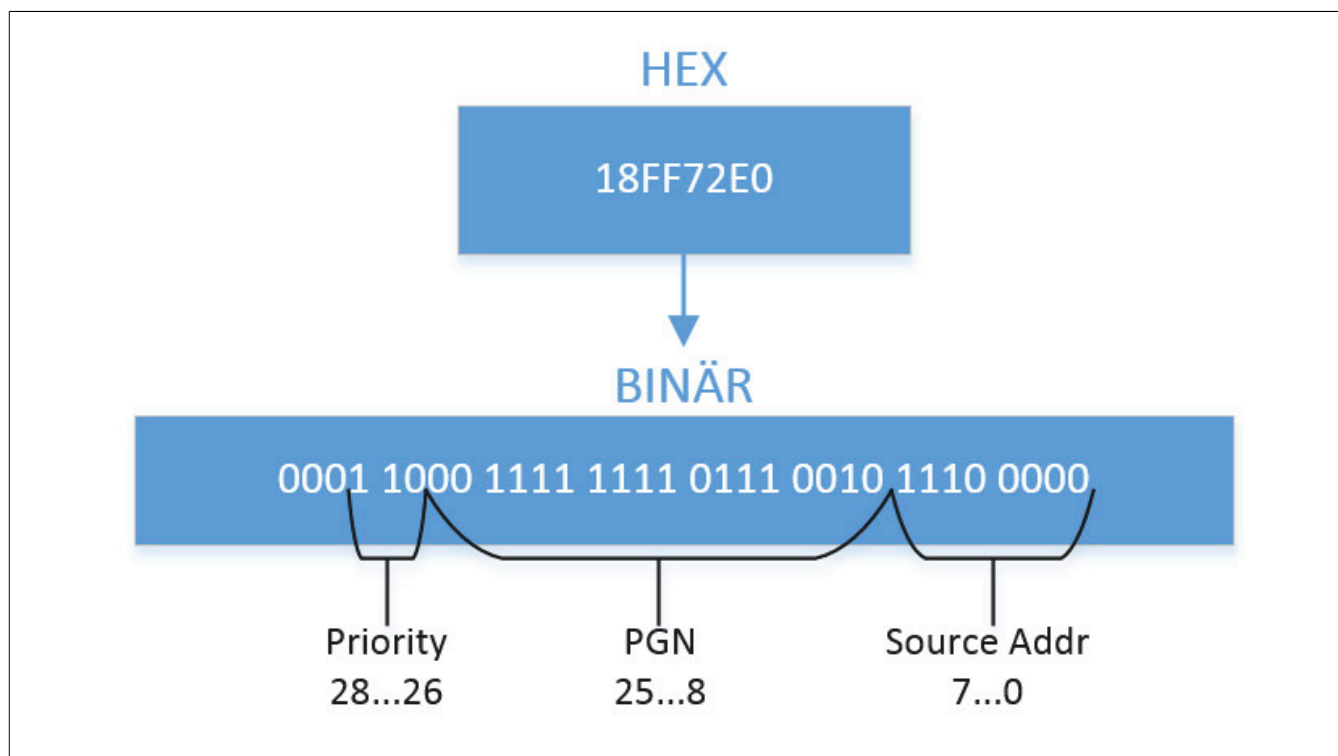 HEX
18FF72E0
BINÄR
0001 1000 1111 1111 0111 0010 1110 0000
Priority PGN Source Addr
28...26 25...8 7...0